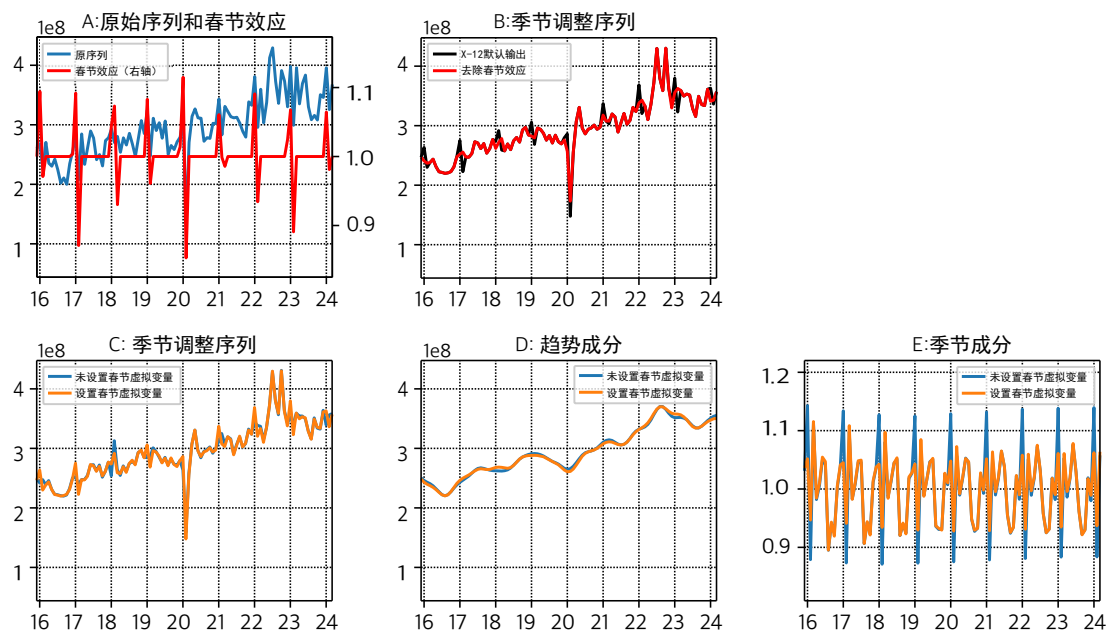 A:原始序列和春节效应
1e8
原序列
春节效应（右轴）
4
3
2
1
1.1
1.0
0.9
16 17 18 19 20 21 22 23 24
B:季节调整序列
1e8
X-12默认输出
去除春节效应
4
3
2
1
16 17 18 19 20 21 22 23 24
C: 季节调整序列
1e8
未设置春节虚拟变量
设置春节虚拟变量
4
3
2
1
16 17 18 19 20 21 22 23 24
D: 趋势成分
1e8
未设置春节虚拟变量
设置春节虚拟变量
4
3
2
1
16 17 18 19 20 21 22 23 24
E:季节成分
未设置春节虚拟变量
设置春节虚拟变量
1.2
1.1
1.0
0.9
16 17 18 19 20 21 22 23 24